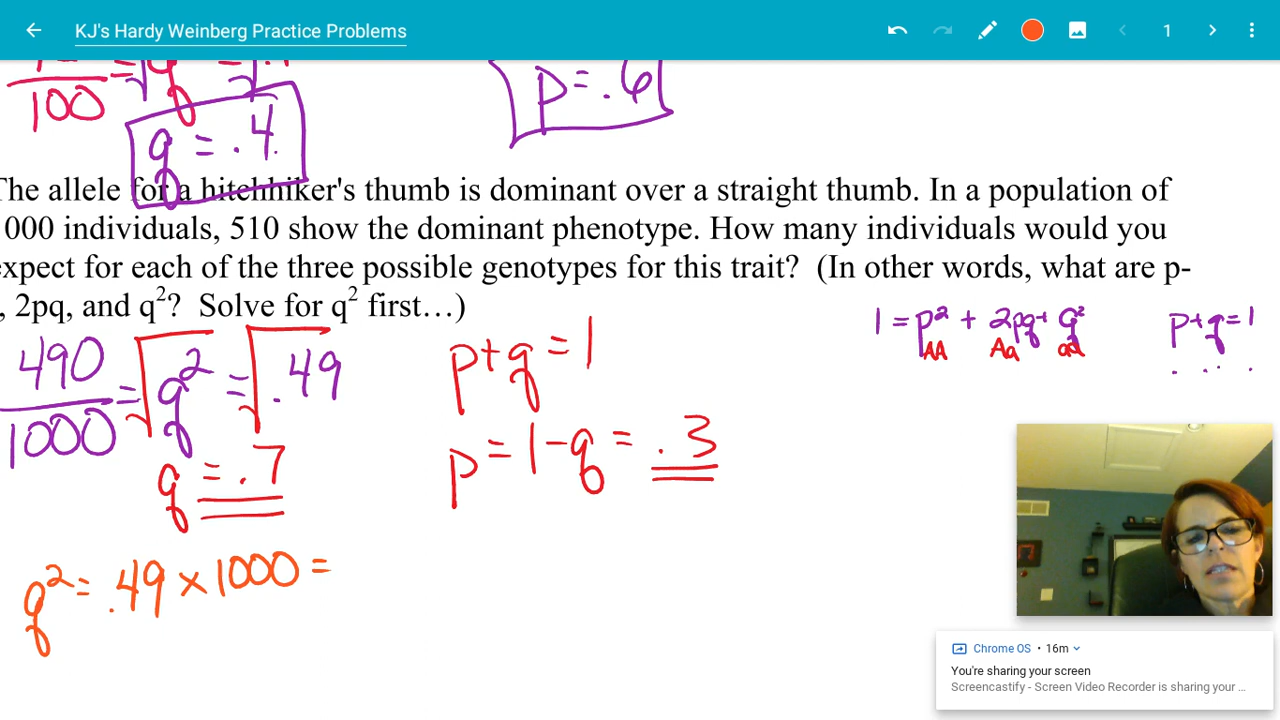 KJ's Hardy Weinberg Practice Problems
1
100
q = .4
p = .6
The allele for a hitchhiker's thumb is dominant over a straight thumb. In a population of
000 individuals, 510 show the dominant phenotype. How many individuals would you
expect for each of the three possible genotypes for this trait? (In other words, what are p-
, 2pq, and q²? Solve for q² first…)
1 = p² + 2pq + q²
AA Aa aa
p+q=1
490/1000 = √q² = √.49
q = .7
p+q = 1
p = 1-q = .3
q² = .49 x 1000 =
Chrome OS • 16m
You're sharing your screen
Screencastify - Screen Video Recorder is sharing your ...